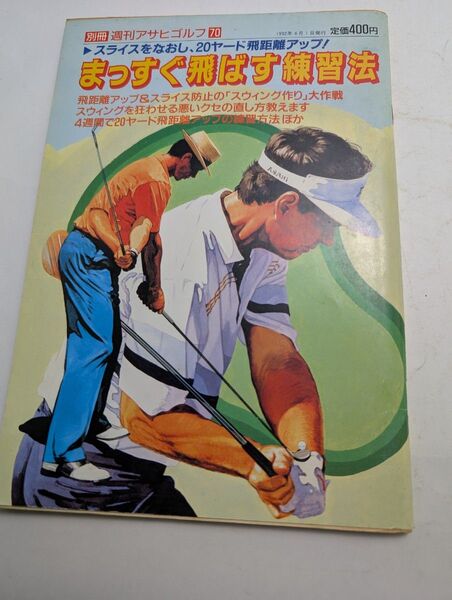 別冊 週刊アサヒゴルフ 70
1992年6月1日発行 定価400円
▶スライスをなおし、20ヤード飛距離アップ!
まっすぐ飛ばす練習法
飛距離アップ&スライス防止の「スウィング作り」大作戦
スウィングを狂わせる悪いクセの直し方教えます
4週間で20ヤード飛距離アップの練習方法 ほか